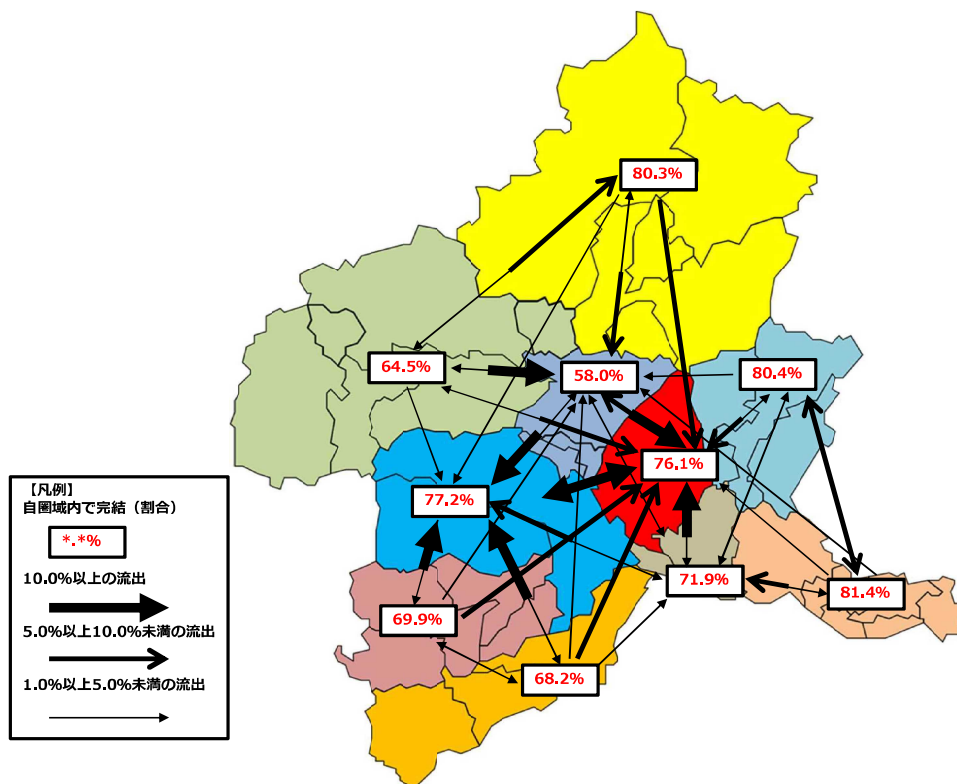 80.3%
64.5%
58.0%
80.4%
76.1%
77.2%
71.9%
81.4%
69.9%
68.2%
【凡例】
自圏域内で完結（割合）
*.*%
10.0%以上の流出
5.0%以上10.0%未満の流出
1.0%以上5.0%未満の流出